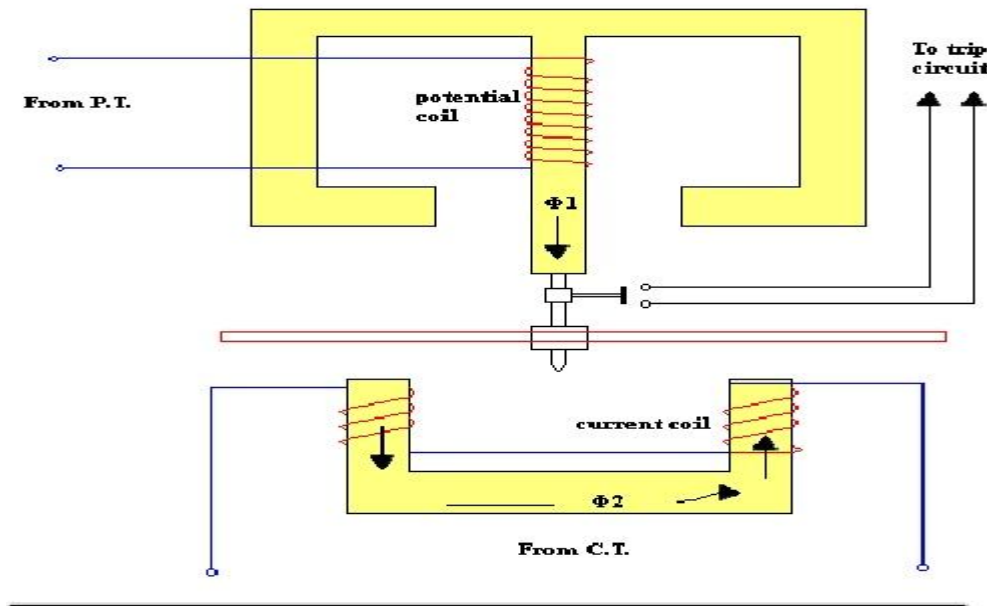 To trip
circuit
From P.T.
potential
coil
Φ1
current coil
Φ2
From C.T.